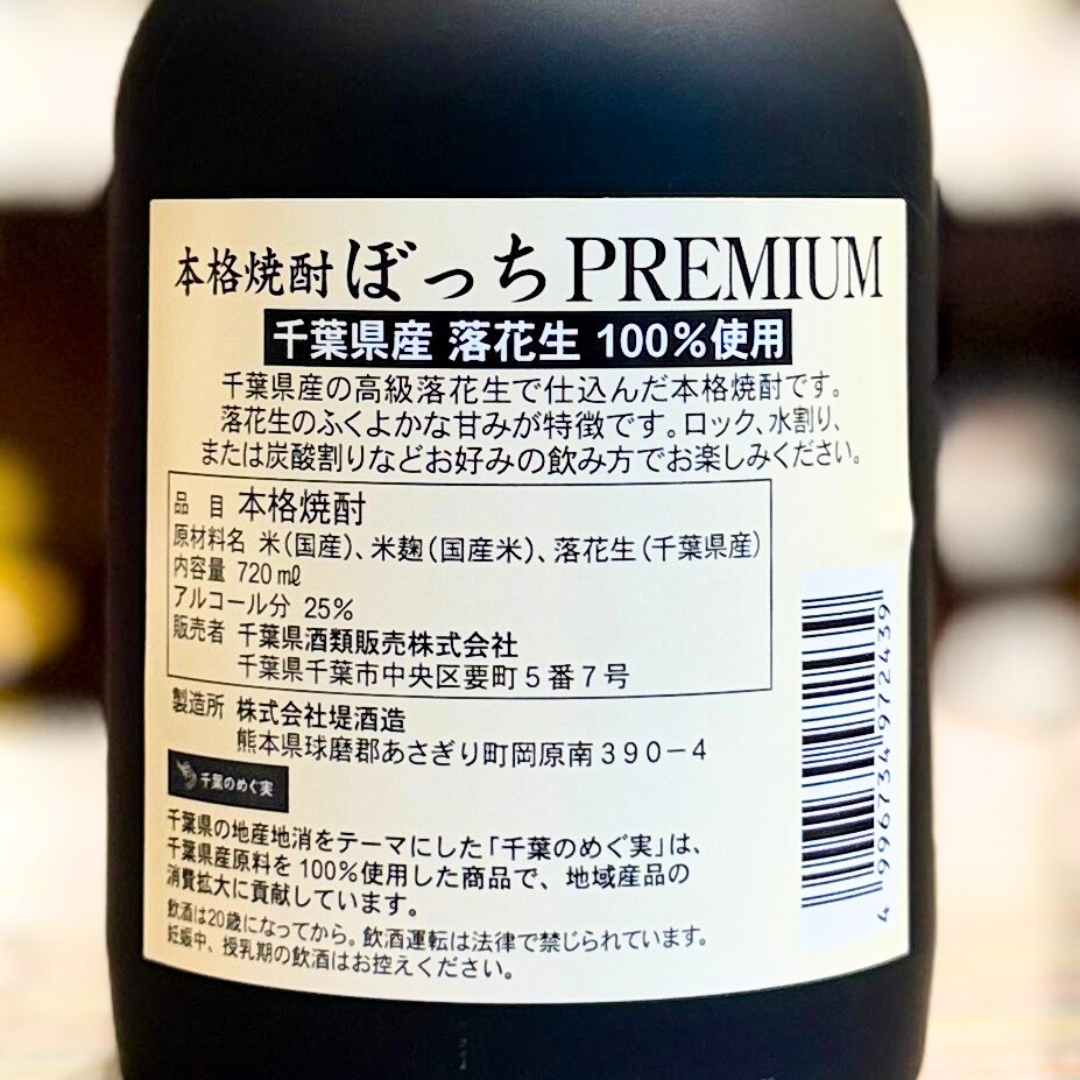 本格焼酎 ぼっち PREMIUM
千葉県産 落花生 100%使用
千葉県産の高級落花生で仕込んだ本格焼酎です。
落花生のふくよかな甘みが特徴です。ロック、水割り、
または炭酸割りなどお好みの飲み方でお楽しみください。
品 目 本格焼酎
原材料名 米(国産)、米麹(国産米)、落花生(千葉県産)
内容量 720㎖
アルコール分 25%
販売者 千葉県酒類販売株式会社
千葉県千葉市中央区要町5番7号
製造所 株式会社堤酒造
熊本県球磨郡あさぎり町岡原南390-4
千葉のめぐ実
千葉県の地産地消をテーマにした「千葉のめぐ実」は、
千葉県産原料を100%使用した商品で、地域産品の
消費拡大に貢献しています。
飲酒は20歳になってから。飲酒運転は法律で禁じられています。
妊娠中、授乳期の飲酒はお控えください。
4996734972439